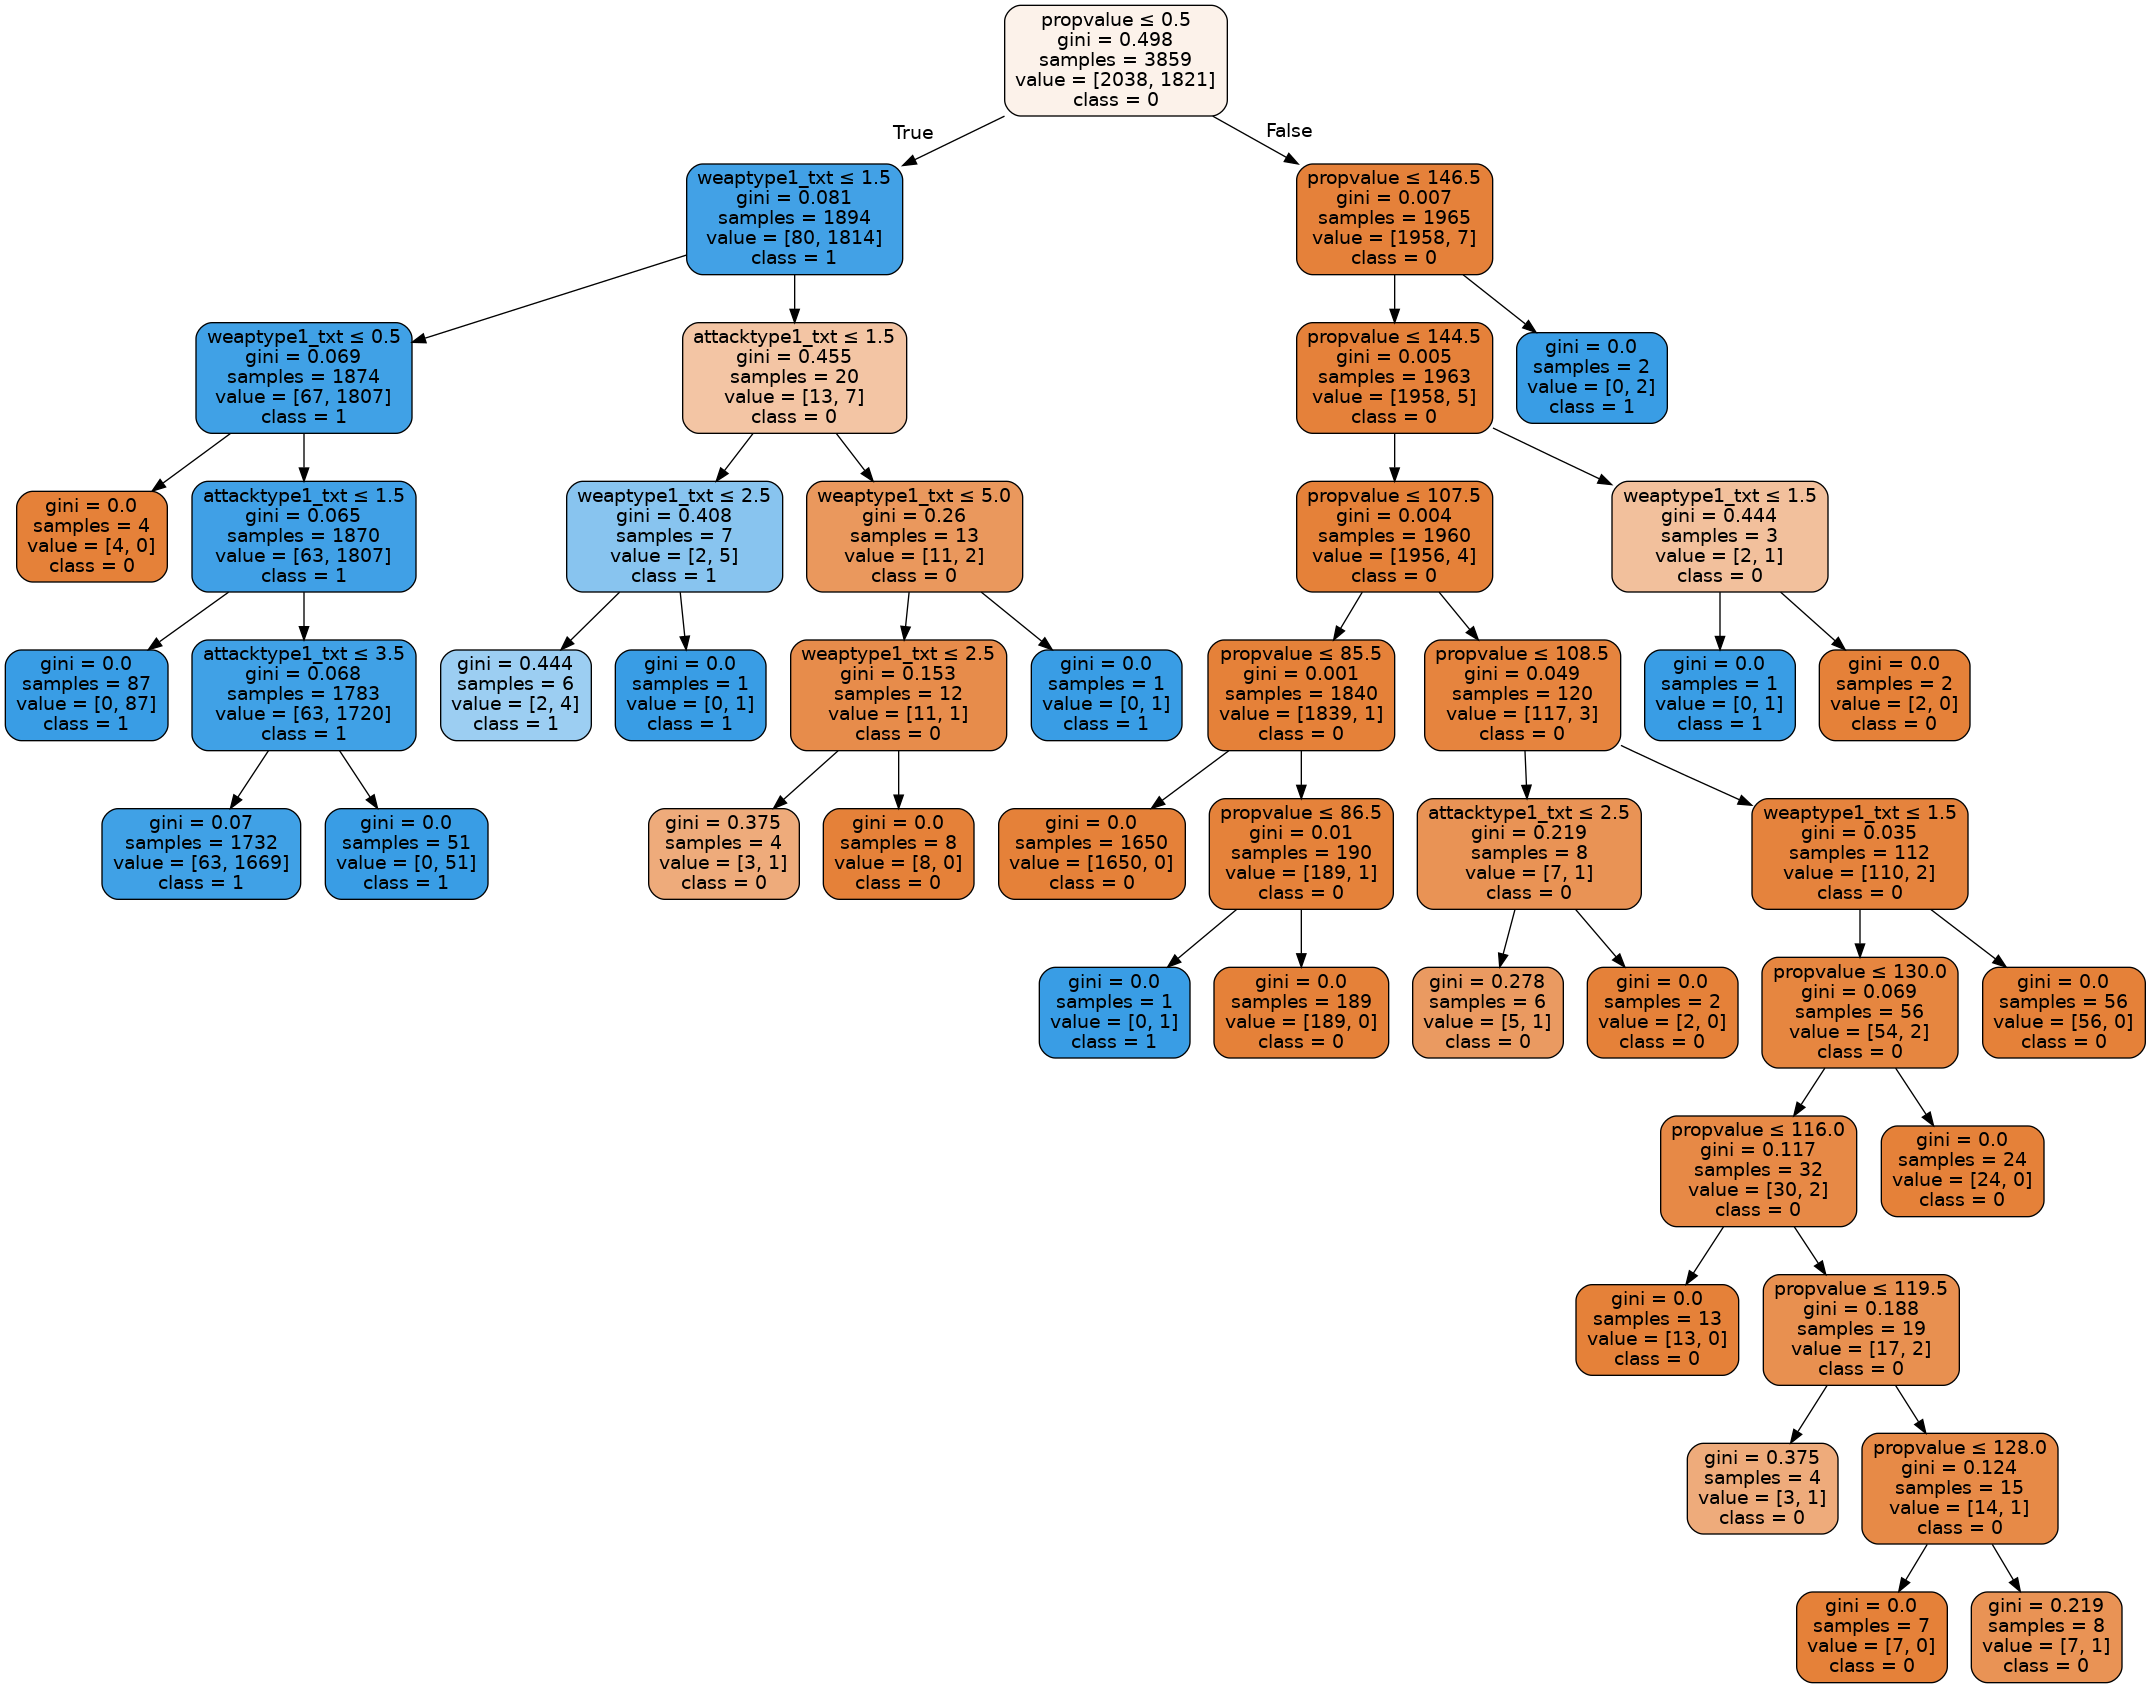 propvalue ≤ 0.5
gini = 0.498
samples = 3859
value = [2038, 1821]
class = 0
True
False
weaptype1_txt ≤ 1.5
gini = 0.081
samples = 1894
value = [80, 1814]
class = 1
propvalue ≤ 146.5
gini = 0.007
samples = 1965
value = [1958, 7]
class = 0
weaptype1_txt ≤ 0.5
gini = 0.069
samples = 1874
value = [67, 1807]
class = 1
attacktype1_txt ≤ 1.5
gini = 0.455
samples = 20
value = [13, 7]
class = 0
propvalue ≤ 144.5
gini = 0.005
samples = 1963
value = [1958, 5]
class = 0
gini = 0.0
samples = 2
value = [0, 2]
class = 1
gini = 0.0
samples = 4
value = [4, 0]
class = 0
attacktype1_txt ≤ 1.5
gini = 0.065
samples = 1870
value = [63, 1807]
class = 1
weaptype1_txt ≤ 2.5
gini = 0.408
samples = 7
value = [2, 5]
class = 1
weaptype1_txt ≤ 5.0
gini = 0.26
samples = 13
value = [11, 2]
class = 0
propvalue ≤ 107.5
gini = 0.004
samples = 1960
value = [1956, 4]
class = 0
weaptype1_txt ≤ 1.5
gini = 0.444
samples = 3
value = [2, 1]
class = 0
gini = 0.0
samples = 87
value = [0, 87]
class = 1
attacktype1_txt ≤ 3.5
gini = 0.068
samples = 1783
value = [63, 1720]
class = 1
gini = 0.444
samples = 6
value = [2, 4]
class = 1
gini = 0.0
samples = 1
value = [0, 1]
class = 1
weaptype1_txt ≤ 2.5
gini = 0.153
samples = 12
value = [11, 1]
class = 0
gini = 0.0
samples = 1
value = [0, 1]
class = 1
propvalue ≤ 85.5
gini = 0.001
samples = 1840
value = [1839, 1]
class = 0
propvalue ≤ 108.5
gini = 0.049
samples = 120
value = [117, 3]
class = 0
gini = 0.0
samples = 1
value = [0, 1]
class = 1
gini = 0.0
samples = 2
value = [2, 0]
class = 0
gini = 0.07
samples = 1732
value = [63, 1669]
class = 1
gini = 0.0
samples = 51
value = [0, 51]
class = 1
gini = 0.375
samples = 4
value = [3, 1]
class = 0
gini = 0.0
samples = 8
value = [8, 0]
class = 0
gini = 0.0
samples = 1650
value = [1650, 0]
class = 0
propvalue ≤ 86.5
gini = 0.01
samples = 190
value = [189, 1]
class = 0
attacktype1_txt ≤ 2.5
gini = 0.219
samples = 8
value = [7, 1]
class = 0
weaptype1_txt ≤ 1.5
gini = 0.035
samples = 112
value = [110, 2]
class = 0
gini = 0.0
samples = 1
value = [0, 1]
class = 1
gini = 0.0
samples = 189
value = [189, 0]
class = 0
gini = 0.278
samples = 6
value = [5, 1]
class = 0
gini = 0.0
samples = 2
value = [2, 0]
class = 0
propvalue ≤ 130.0
gini = 0.069
samples = 56
value = [54, 2]
class = 0
gini = 0.0
samples = 56
value = [56, 0]
class = 0
propvalue ≤ 116.0
gini = 0.117
samples = 32
value = [30, 2]
class = 0
gini = 0.0
samples = 24
value = [24, 0]
class = 0
gini = 0.0
samples = 13
value = [13, 0]
class = 0
propvalue ≤ 119.5
gini = 0.188
samples = 19
value = [17, 2]
class = 0
gini = 0.375
samples = 4
value = [3, 1]
class = 0
propvalue ≤ 128.0
gini = 0.124
samples = 15
value = [14, 1]
class = 0
gini = 0.0
samples = 7
value = [7, 0]
class = 0
gini = 0.219
samples = 8
value = [7, 1]
class = 0